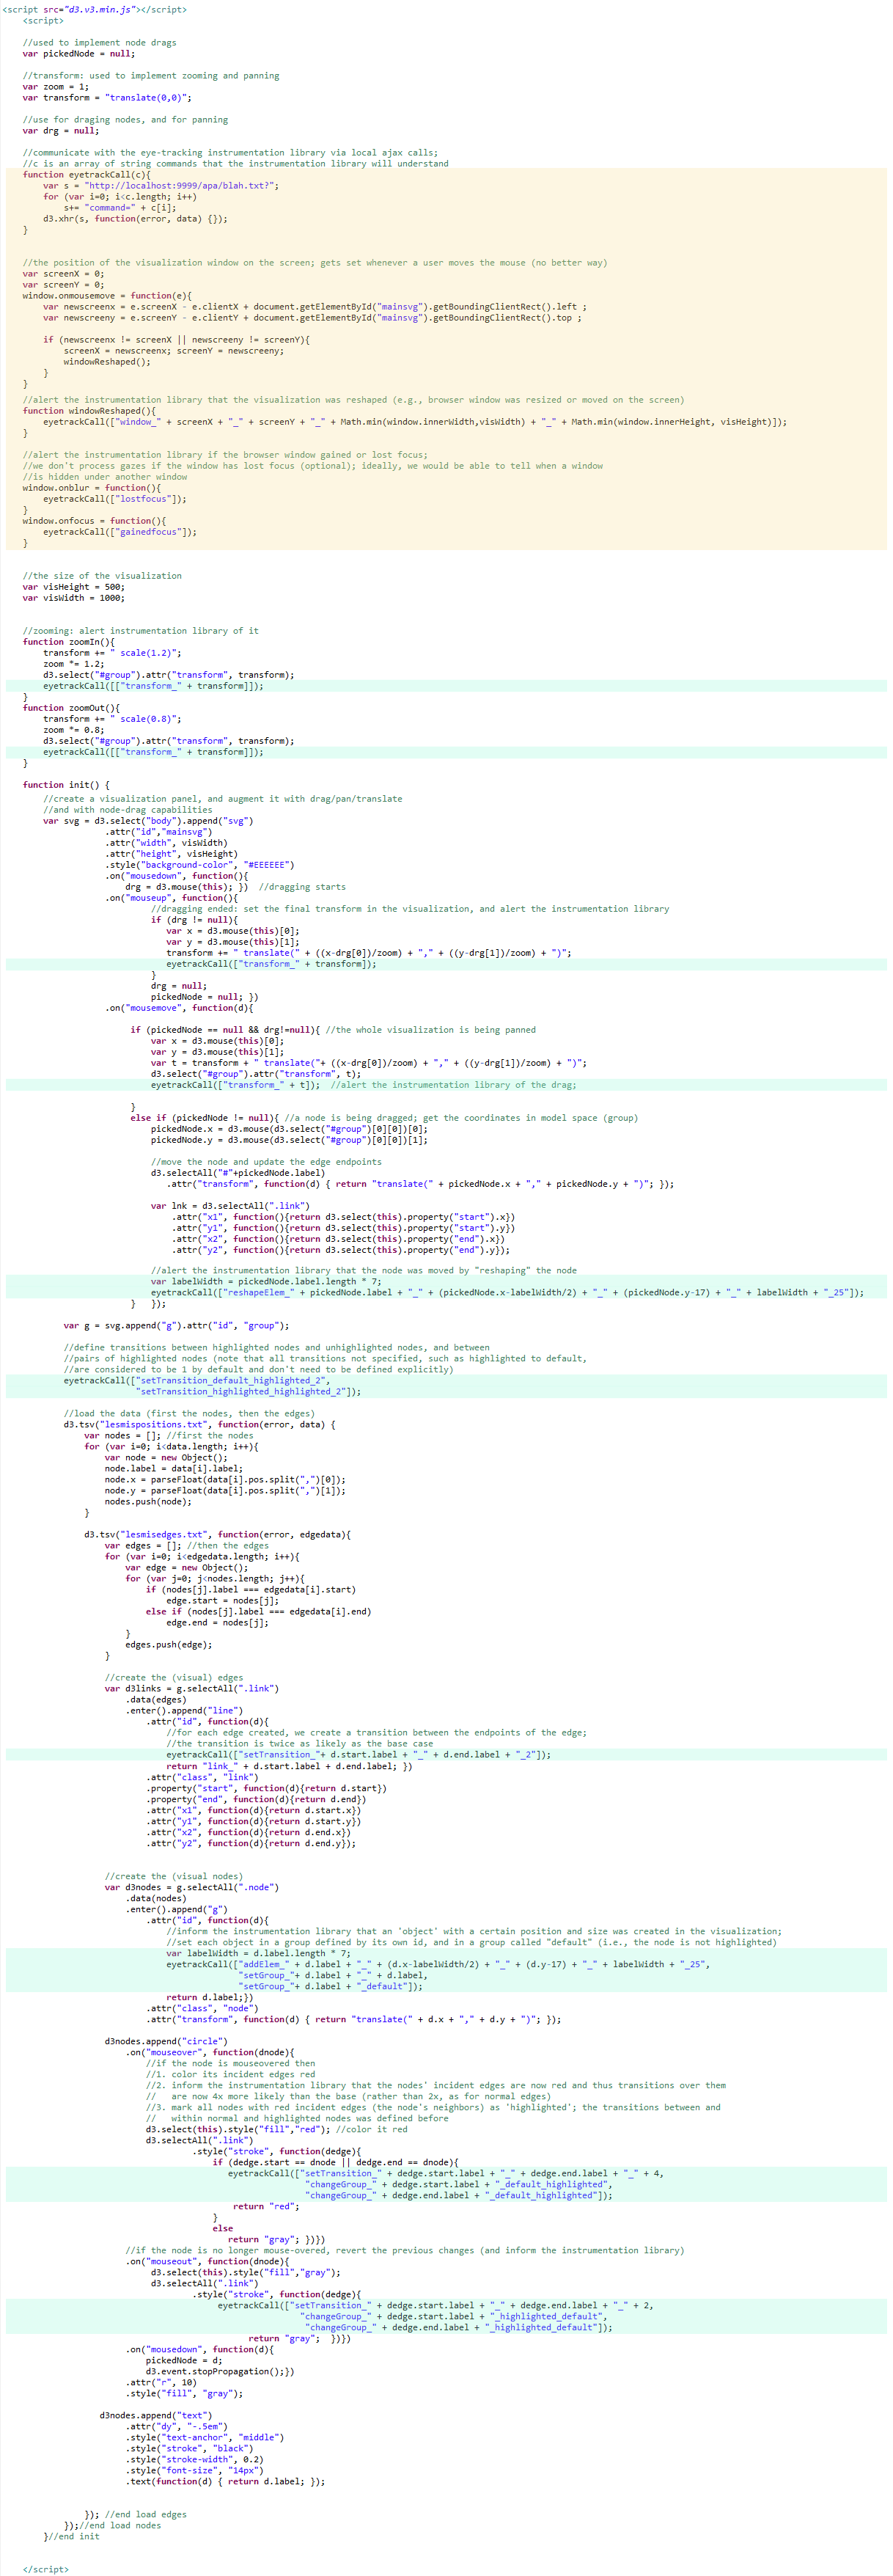 <script src="d3.v3.min.js"></script>
<script>
//used to implement node drags
var pickedNode = null;
//transform: used to implement zooming and panning
var zoom = 1;
var transform = "translate(0,0)";
//use for draging nodes, and for panning
var drg = null;
//communicate with the eye-tracking instrumentation library via local ajax calls;
//c is an array of string commands that the instrumentation library will understand
function eyetrackCall(c){
var s = "http://localhost:9999/apa/blah.txt?";
for (var i=0; i<c.length; i++)
s+= "command=" + c[i];
d3.xhr(s, function(error, data) {});
}
//the position of the visualization window on the screen; gets set whenever a user moves the mouse (no better way)
var screenX = 0;
var screenY = 0;
window.onmousemove = function(e){
var newscreenx = e.screenX - e.clientX + document.getElementById("mainsvg").getBoundingClientRect().left ;
var newscreeny = e.screenY - e.clientY + document.getElementById("mainsvg").getBoundingClientRect().top ;
if (newscreenx != screenX || newscreeny != screenY){
screenX = newscreenx; screenY = newscreeny;
windowReshaped();
}
}
//alert the instrumentation library that the visualization was reshaped (e.g., browser window was resized or moved on the screen)
function windowReshaped(){
eyetrackCall(["window_" + screenX + "_" + screenY + "_" + Math.min(window.innerWidth,visWidth) + "_" + Math.min(window.innerHeight, visHeight)]);
}
//alert the instrumentation library if the browser window gained or lost focus;
//we don't process gazes if the window has lost focus (optional); ideally, we would be able to tell when a window
//is hidden under another window
window.onblur = function(){
eyetrackCall(["lostfocus"]);
}
window.onfocus = function(){
eyetrackCall(["gainedfocus"]);
}
//the size of the visualization
var visHeight = 500;
var visWidth = 1000;
//zooming: alert instrumentation library of it
function zoomIn(){
transform += " scale(1.2)";
zoom *= 1.2;
d3.select("#group").attr("transform", transform);
eyetrackCall([["transform_" + transform]]);
}
function zoomOut(){
transform += " scale(0.8)";
zoom *= 0.8;
d3.select("#group").attr("transform", transform);
eyetrackCall([["transform_" + transform]]);
}
function init() {
//create a visualization panel, and augment it with drag/pan/translate
//and with node-drag capabilities
var svg = d3.select("body").append("svg")
.attr("id","mainsvg")
.attr("width", visWidth)
.attr("height", visHeight)
.style("background-color", "#EEEEEE")
.on("mousedown", function(){
drg = d3.mouse(this); }) //dragging starts
.on("mouseup", function(){
//dragging ended: set the final transform in the visualization, and alert the instrumentation library
if (drg != null){
var x = d3.mouse(this)[0];
var y = d3.mouse(this)[1];
transform += " translate(" + ((x-drg[0])/zoom) + "," + ((y-drg[1])/zoom) + ")";
eyetrackCall(["transform_" + transform]);
}
drg = null;
pickedNode = null; })
.on("mousemove", function(d){
if (pickedNode == null && drg!=null){ //the whole visualization is being panned
var x = d3.mouse(this)[0];
var y = d3.mouse(this)[1];
var t = transform + " translate("+ ((x-drg[0])/zoom) + "," + ((y-drg[1])/zoom) + ")";
d3.select("#group").attr("transform", t);
eyetrackCall(["transform_" + t]); //alert the instrumentation library of the drag;
}
else if (pickedNode != null){ //a node is being dragged; get the coordinates in model space (group)
pickedNode.x = d3.mouse(d3.select("#group")[0][0])[0];
pickedNode.y = d3.mouse(d3.select("#group")[0][0])[1];
//move the node and update the edge endpoints
d3.selectAll("#"+pickedNode.label)
.attr("transform", function(d) { return "translate(" + pickedNode.x + "," + pickedNode.y + ")"; });
var lnk = d3.selectAll(".link")
.attr("x1", function(){return d3.select(this).property("start").x})
.attr("y1", function(){return d3.select(this).property("start").y})
.attr("x2", function(){return d3.select(this).property("end").x})
.attr("y2", function(){return d3.select(this).property("end").y});
//alert the instrumentation library that the node was moved by "reshaping" the node
var labelWidth = pickedNode.label.length * 7;
eyetrackCall(["reshapeElem_" + pickedNode.label + "_" + (pickedNode.x-labelWidth/2) + "_" + (pickedNode.y-17) + "_" + labelWidth + "_25"]);
} });
var g = svg.append("g").attr("id", "group");
//define transitions between highlighted nodes and unhighlighted nodes, and between
//pairs of highlighted nodes (note that all transitions not specified, such as highlighted to default,
//are considered to be 1 by default and don't need to be defined explicitly)
eyetrackCall(["setTransition_default_highlighted_2",
"setTransition_highlighted_highlighted_2"]);
//load the data (first the nodes, then the edges)
d3.tsv("lesmispositions.txt", function(error, data) {
var nodes = []; //first the nodes
for (var i=0; i<data.length; i++){
var node = new Object();
node.label = data[i].label;
node.x = parseFloat(data[i].pos.split(",")[0]);
node.y = parseFloat(data[i].pos.split(",")[1]);
nodes.push(node);
}
d3.tsv("lesmisedges.txt", function(error, edgedata){
var edges = []; //then the edges
for (var i=0; i<edgedata.length; i++){
var edge = new Object();
for (var j=0; j<nodes.length; j++){
if (nodes[j].label === edgedata[i].start)
edge.start = nodes[j];
else if (nodes[j].label === edgedata[i].end)
edge.end = nodes[j];
}
edges.push(edge);
}
//create the (visual) edges
var d3links = g.selectAll(".link")
.data(edges)
.enter().append("line")
.attr("id", function(d){
//for each edge created, we create a transition between the endpoints of the edge;
//the transition is twice as likely as the base case
eyetrackCall(["setTransition_"+ d.start.label + "_" + d.end.label + "_2"]);
return "link_" + d.start.label + d.end.label; })
.attr("class", "link")
.property("start", function(d){return d.start})
.property("end", function(d){return d.end})
.attr("x1", function(d){return d.start.x})
.attr("y1", function(d){return d.start.y})
.attr("x2", function(d){return d.end.x})
.attr("y2", function(d){return d.end.y});
//create the (visual nodes)
var d3nodes = g.selectAll(".node")
.data(nodes)
.enter().append("g")
.attr("id", function(d){
//inform the instrumentation library that an 'object' with a certain position and size was created in the visualization;
//set each object in a group defined by its own id, and in a group called "default" (i.e., the node is not highlighted)
var labelWidth = d.label.length * 7;
eyetrackCall(["addElem_" + d.label + "_" + (d.x-labelWidth/2) + "_" + (d.y-17) + "_" + labelWidth + "_25",
"setGroup_"+ d.label + "_" + d.label,
"setGroup_"+ d.label + "_default"]);
return d.label;})
.attr("class", "node")
.attr("transform", function(d) { return "translate(" + d.x + "," + d.y + ")"; });
d3nodes.append("circle")
.on("mouseover", function(dnode){
//if the node is mouseovered then
//1. color its incident edges red
//2. inform the instrumentation library that the nodes' incident edges are now red and thus transitions over them
// are now 4x more likely than the base (rather than 2x, as for normal edges)
//3. mark all nodes with red incident edges (the node's neighbors) as 'highlighted'; the transitions between and
// within normal and highlighted nodes was defined before
d3.select(this).style("fill","red"); //color it red
d3.selectAll(".link")
.style("stroke", function(dedge){
if (dedge.start == dnode || dedge.end == dnode){
eyetrackCall(["setTransition_" + dedge.start.label + "_" + dedge.end.label + "_" + 4,
"changeGroup_" + dedge.start.label + "_default_highlighted",
"changeGroup_" + dedge.end.label + "_default_highlighted"]);
return "red";
}
else
return "gray"; })})
//if the node is no longer mouse-overed, revert the previous changes (and inform the instrumentation library)
.on("mouseout", function(dnode){
d3.select(this).style("fill","gray");
d3.selectAll(".link")
.style("stroke", function(dedge){
eyetrackCall(["setTransition_" + dedge.start.label + "_" + dedge.end.label + "_" + 2,
"changeGroup_" + dedge.start.label + "_highlighted_default",
"changeGroup_" + dedge.end.label + "_highlighted_default"]);
return "gray"; })})
.on("mousedown", function(d){
pickedNode = d;
d3.event.stopPropagation();})
.attr("r", 10)
.style("fill", "gray");
d3nodes.append("text")
.attr("dy", "-.5em")
.style("text-anchor", "middle")
.style("stroke", "black")
.style("stroke-width", 0.2)
.style("font-size", "14px")
.text(function(d) { return d.label; });
}); //end load edges
});//end load nodes
}//end init
</script>